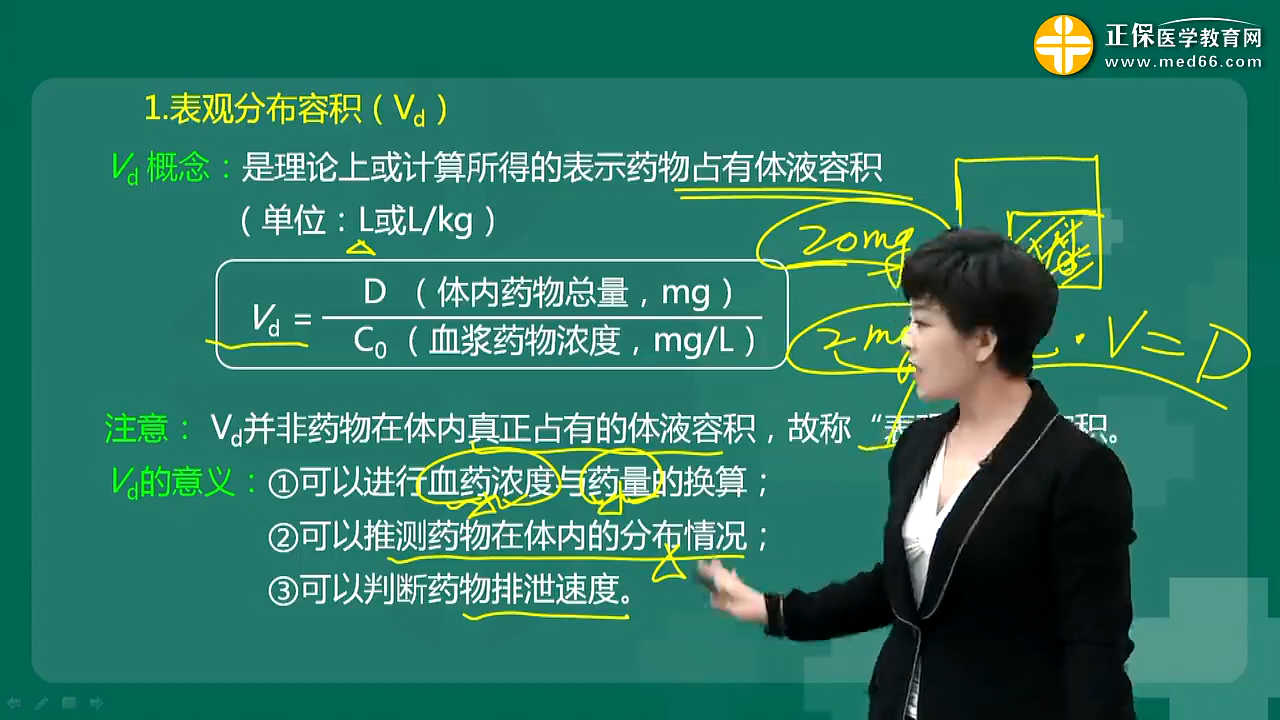 正保医学教育网
www.med66.com
1.表观分布容积（Vd）
Vd 概念：是理论上或计算所得的表示药物占有体液容积
（单位：L或L/kg）
20mg
Vd = D （体内药物总量，mg）
C0 （血浆药物浓度，mg/L）
2mg
· V = D
注意： Vd并非药物在体内真正占有的体液容积，故称“表观 积。
Vd的意义：①可以进行血药浓度与药量的换算；
②可以推测药物在体内的分布情况；
③可以判断药物排泄速度。